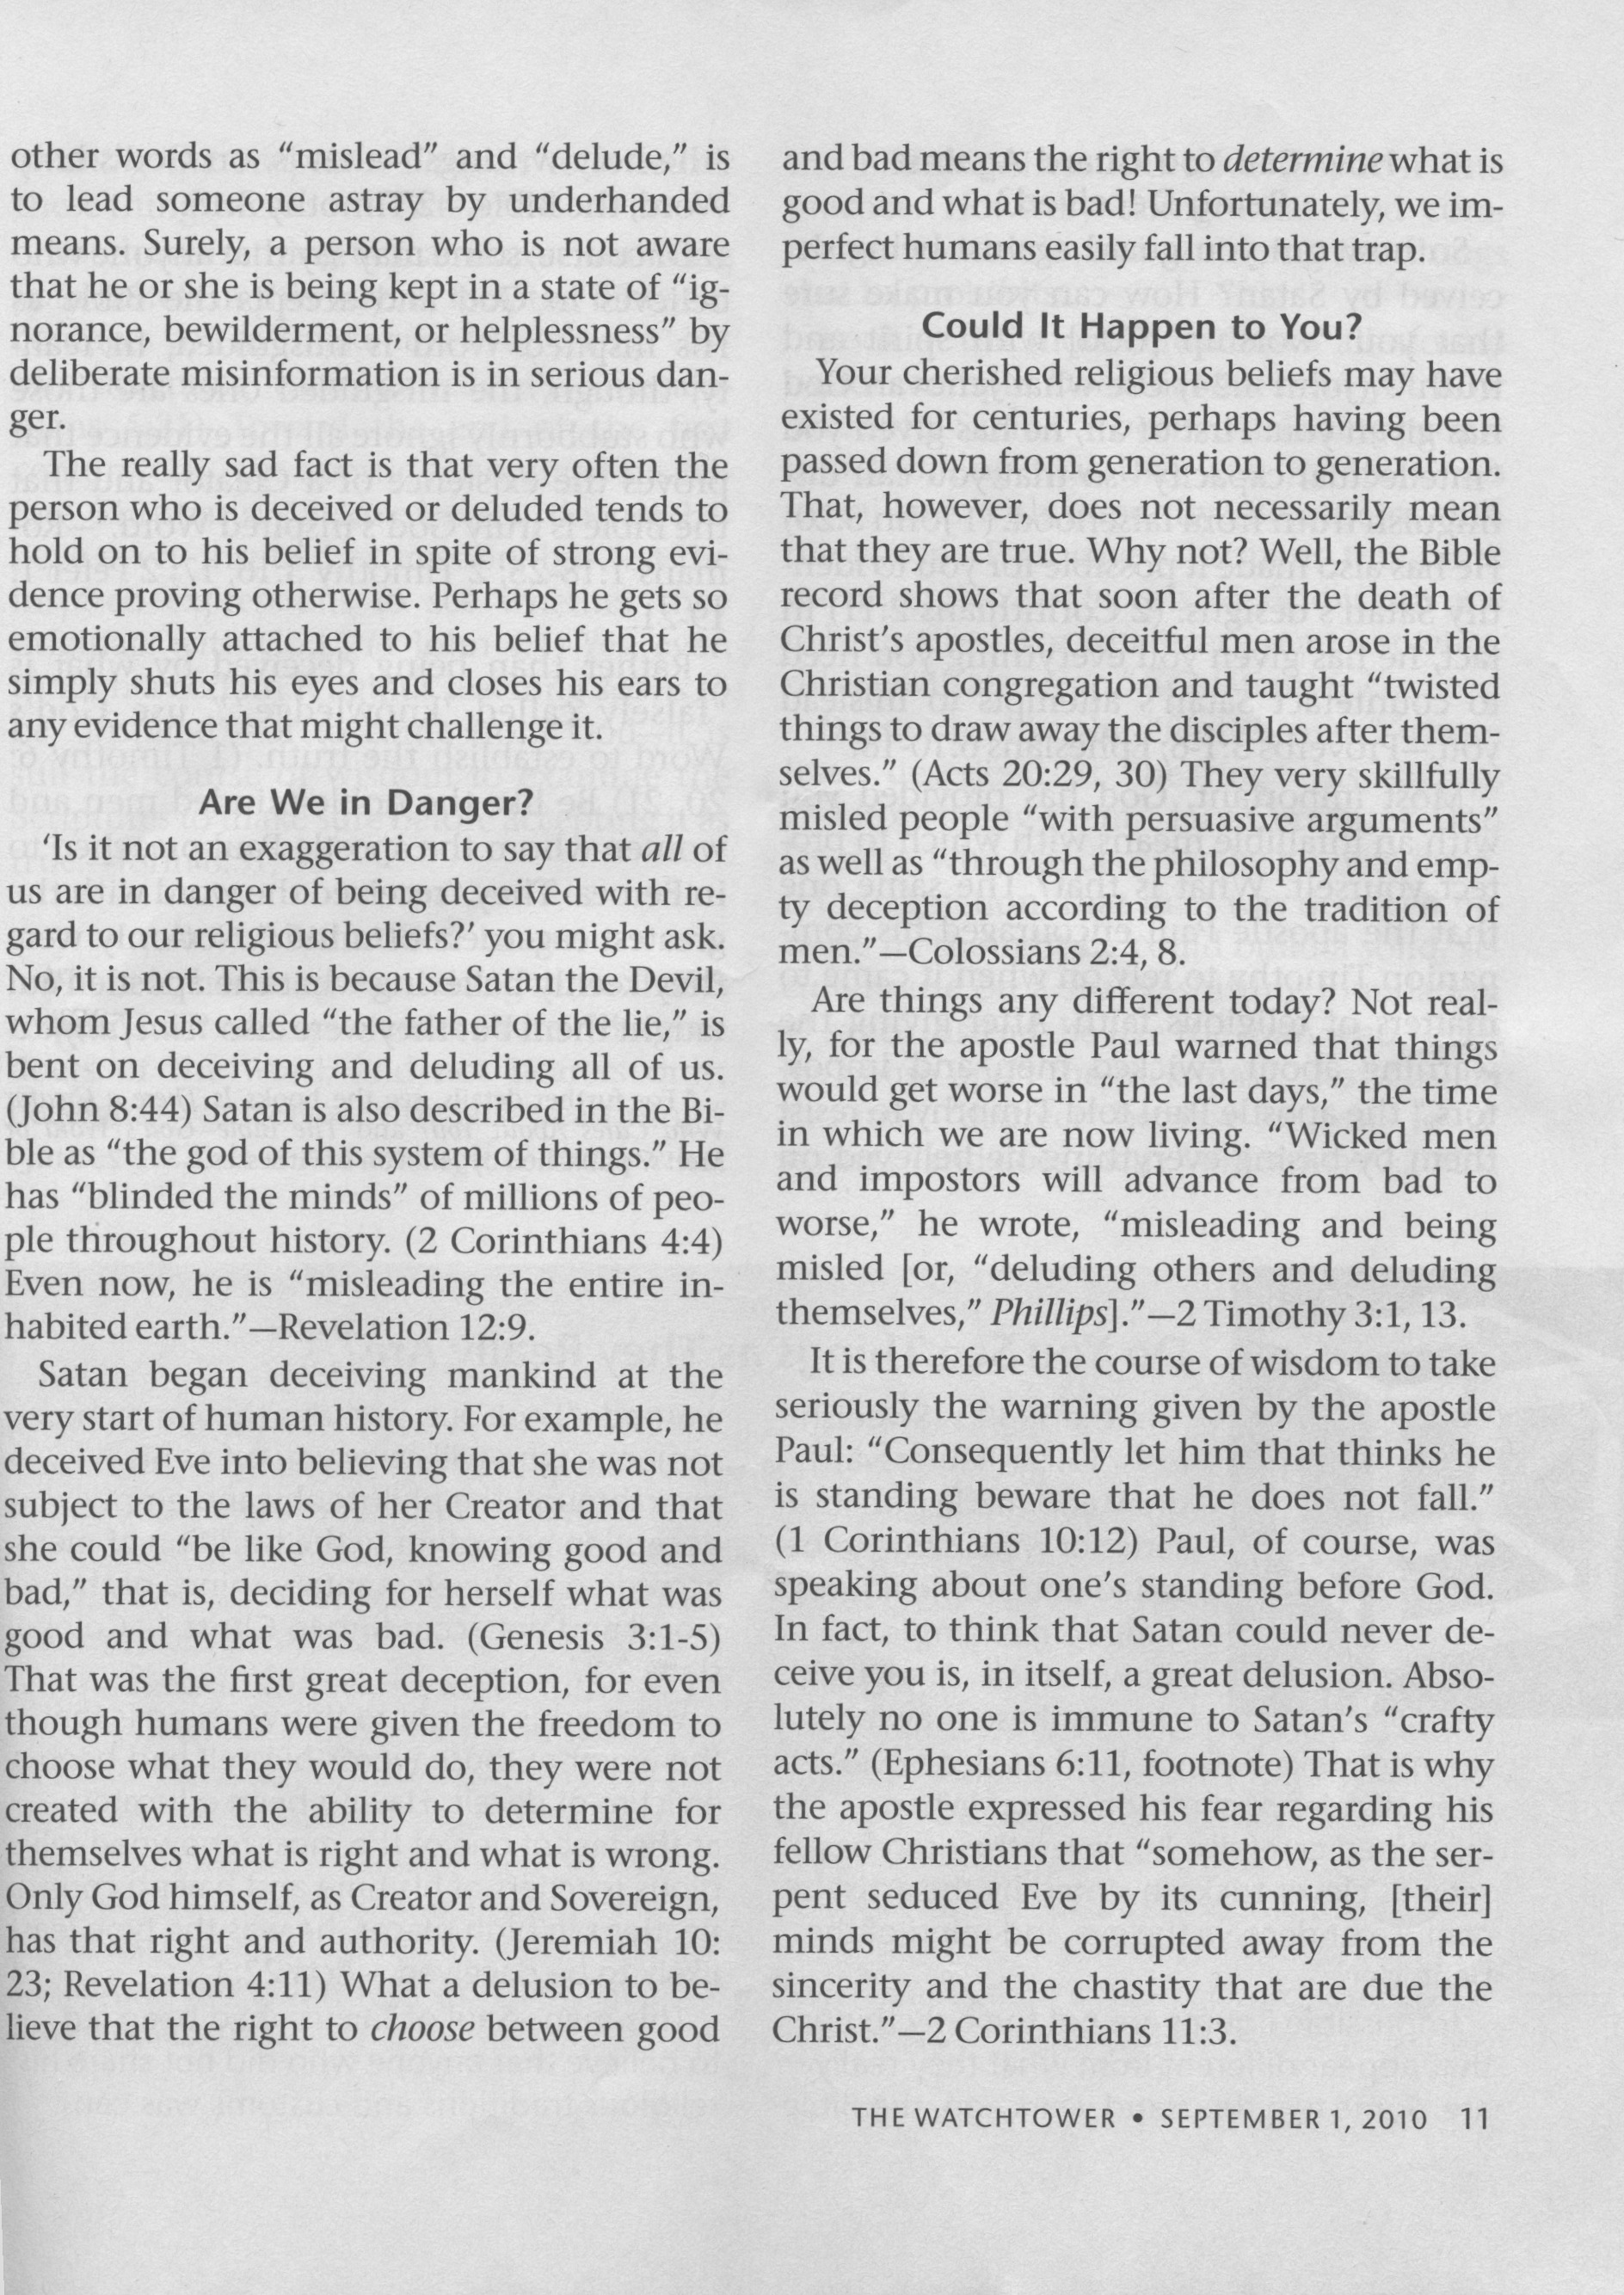 other words as “mislead” and “delude,” is
to lead someone astray by underhanded
means. Surely, a person who is not aware
that he or she is being kept in a state of “ig-
norance, bewilderment, or helplessness” by
deliberate misinformation is in serious dan-
ger.
The really sad fact is that very often the
person who is deceived or deluded tends to
hold on to his belief in spite of strong evi-
dence proving otherwise. Perhaps he gets so
emotionally attached to his belief that he
simply shuts his eyes and closes his ears to
any evidence that might challenge it.
Are We in Danger?
‘Is it not an exaggeration to say that all of
us are in danger of being deceived with re-
gard to our religious beliefs?’ you might ask.
No, it is not. This is because Satan the Devil,
whom Jesus called “the father of the lie,” is
bent on deceiving and deluding all of us.
(John 8:44) Satan is also described in the Bi-
ble as “the god of this system of things.” He
has “blinded the minds” of millions of peo-
ple throughout history. (2 Corinthians 4:4)
Even now, he is “misleading the entire in-
habited earth.”—Revelation 12:9.
Satan began deceiving mankind at the
very start of human history. For example, he
deceived Eve into believing that she was not
subject to the laws of her Creator and that
she could “be like God, knowing good and
bad,” that is, deciding for herself what was
good and what was bad. (Genesis 3:1-5)
That was the first great deception, for even
though humans were given the freedom to
choose what they would do, they were not
created with the ability to determine for
themselves what is right and what is wrong.
Only God himself, as Creator and Sovereign,
has that right and authority. (Jeremiah 10:
23; Revelation 4:11) What a delusion to be-
lieve that the right to choose between good
and bad means the right to determine what is
good and what is bad! Unfortunately, we im-
perfect humans easily fall into that trap.
Could It Happen to You?
Your cherished religious beliefs may have
existed for centuries, perhaps having been
passed down from generation to generation.
That, however, does not necessarily mean
that they are true. Why not? Well, the Bible
record shows that soon after the death of
Christ’s apostles, deceitful men arose in the
Christian congregation and taught “twisted
things to draw away the disciples after them-
selves.” (Acts 20:29, 30) They very skillfully
misled people “with persuasive arguments”
as well as “through the philosophy and emp-
ty deception according to the tradition of
men.”—Colossians 2:4, 8.
Are things any different today? Not real-
ly, for the apostle Paul warned that things
would get worse in “the last days,” the time
in which we are now living. “Wicked men
and impostors will advance from bad to
worse,” he wrote, “misleading and being
misled [or, “deluding others and deluding
themselves,” Phillips].”—2 Timothy 3:1, 13.
It is therefore the course of wisdom to take
seriously the warning given by the apostle
Paul: “Consequently let him that thinks he
is standing beware that he does not fall.”
(1 Corinthians 10:12) Paul, of course, was
speaking about one’s standing before God.
In fact, to think that Satan could never de-
ceive you is, in itself, a great delusion. Abso-
lutely no one is immune to Satan’s “crafty
acts.” (Ephesians 6:11, footnote) That is why
the apostle expressed his fear regarding his
fellow Christians that “somehow, as the ser-
pent seduced Eve by its cunning, [their]
minds might be corrupted away from the
sincerity and the chastity that are due the
Christ.”—2 Corinthians 11:3.
THE WATCHTOWER • SEPTEMBER 1, 2010 11